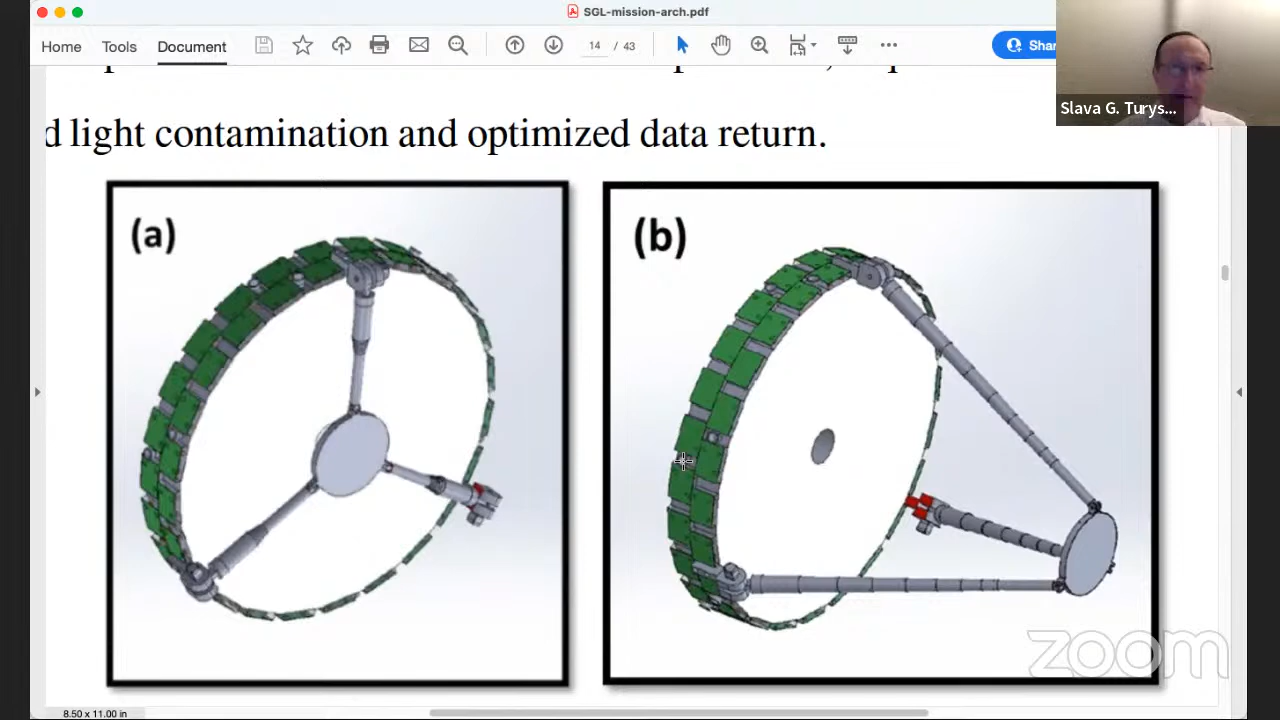 SGL-mission-arch.pdf
Home Tools Document 14 / 43 Shar
Slava G. Turys...
d light contamination and optimized data return.
(a) (b)
zoom
8.50 x 11.00 in